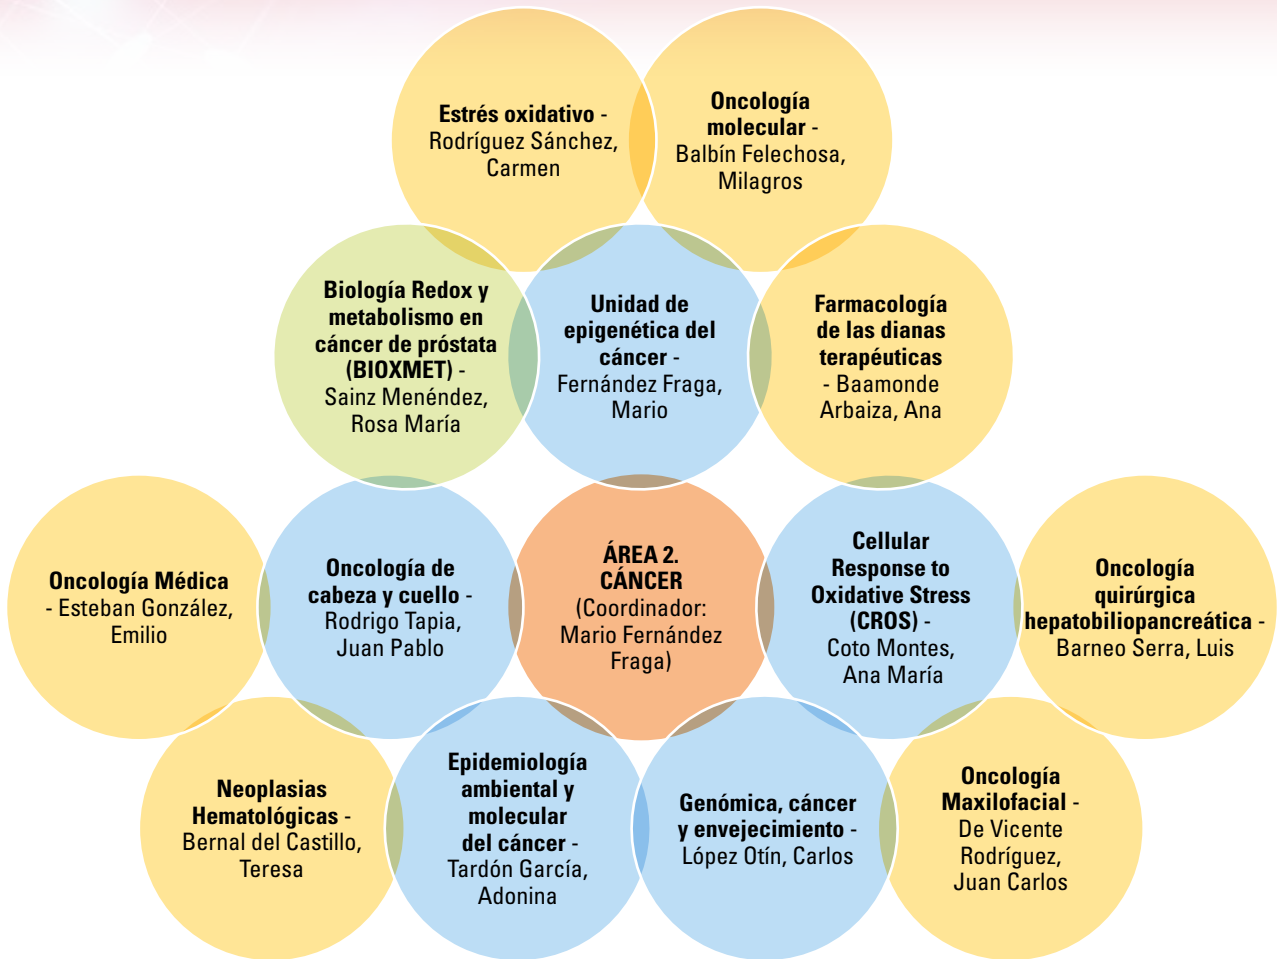 Estrés oxidativo -
Rodríguez Sánchez,
Carmen
Oncología
molecular -
Balbín Felechosa,
Milagros
Biología Redox y
metabolismo en
cáncer de próstata
(BIOXMET) -
Sainz Menéndez,
Rosa María
Unidad de
epigenética del
cáncer -
Fernández Fraga,
Mario
Farmacología
de las dianas
terapéuticas
- Baamonde
Arbaiza, Ana
Oncología Médica
- Esteban González,
Emilio
Oncología de
cabeza y cuello -
Rodrigo Tapia,
Juan Pablo
ÁREA 2.
CÁNCER
(Coordinador:
Mario Fernández
Fraga)
Cellular
Response to
Oxidative Stress
(CROS) -
Coto Montes,
Ana María
Oncología
quirúrgica
hepatobiliopancreática -
Barneo Serra, Luis
Neoplasias
Hematológicas -
Bernal del Castillo,
Teresa
Epidemiología
ambiental y
molecular
del cáncer -
Tardón García,
Adonina
Genómica, cáncer
y envejecimiento -
López Otín, Carlos
Oncología
Maxilofacial -
De Vicente
Rodríguez,
Juan Carlos